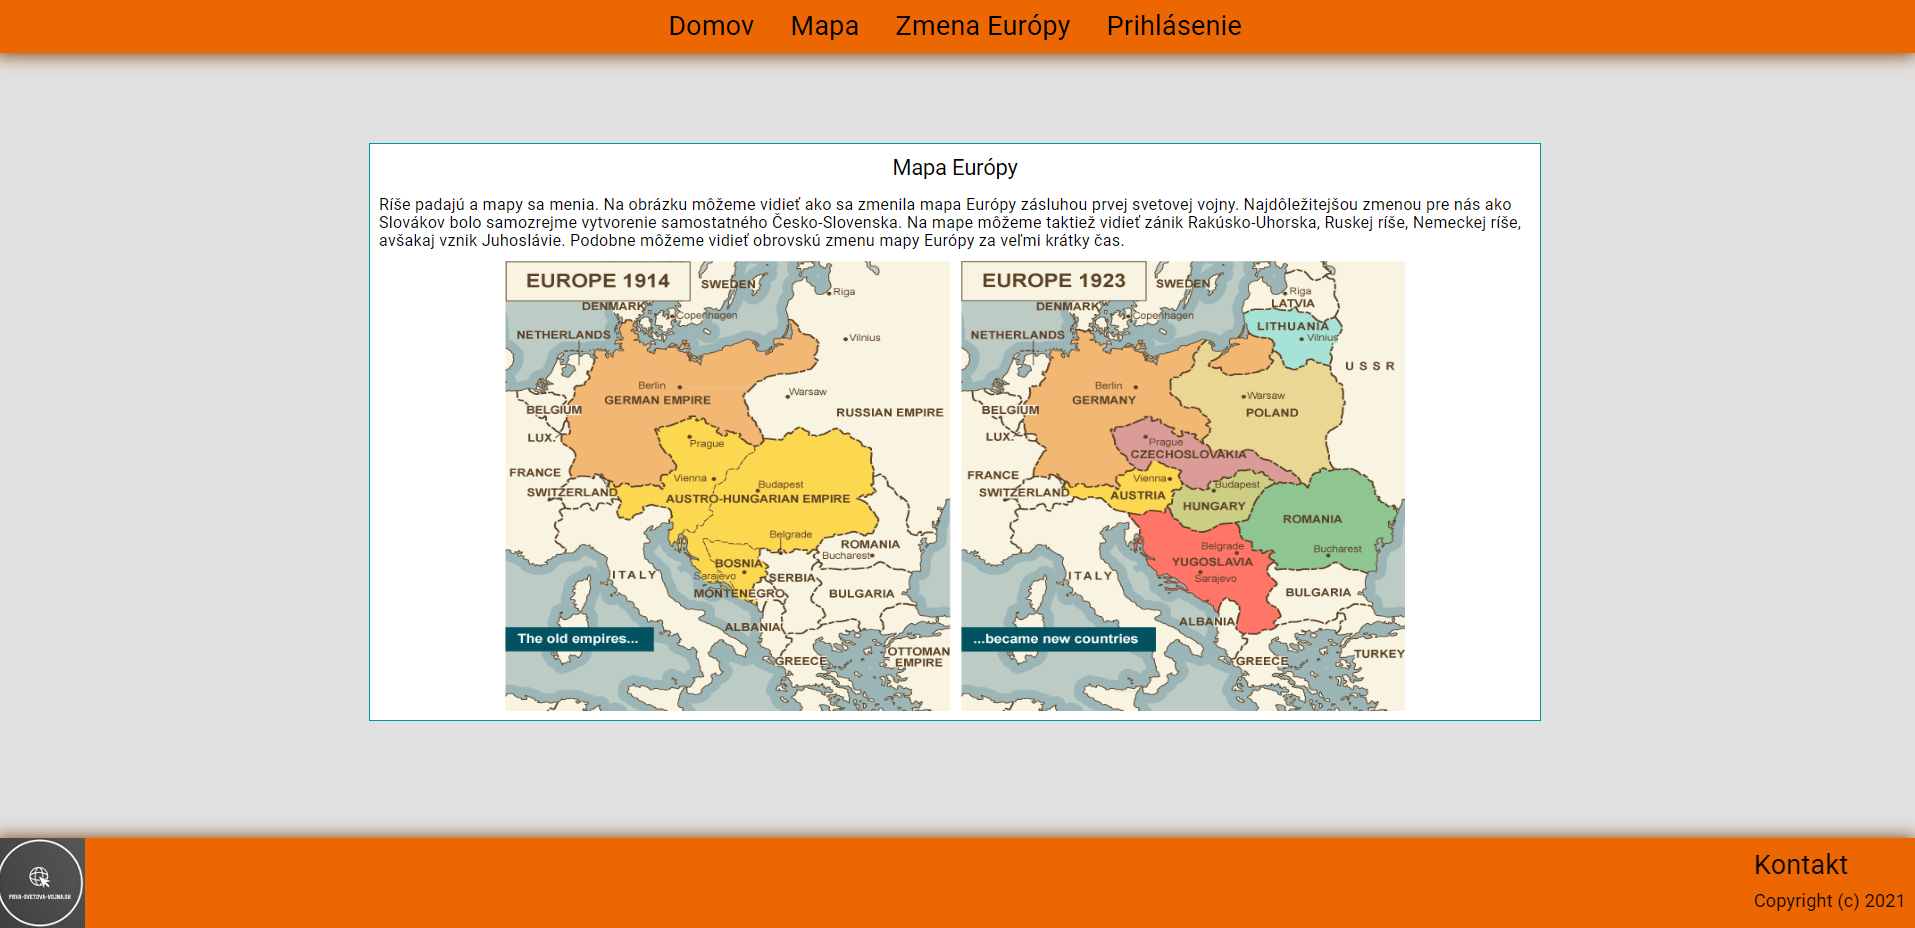 Domov Mapa Zmena Európy Prihlásenie
Mapa Európy
Ríše padajú a mapy sa menia. Na obrázku môžeme vidieť ako sa zmenila mapa Európy zásluhou prvej svetovej vojny. Najdôležitejšou zmenou pre nás ako
Slovákov bolo samozrejme vytvorenie samostatného Česko-Slovenska. Na mape môžeme taktiež vidieť zánik Rakúsko-Uhorska, Ruskej ríše, Nemeckej ríše,
avšakaj vznik Juhoslávie. Podobne môžeme vidieť obrovskú zmenu mapy Európy za veľmi krátky čas.
EUROPE 1914
SWEDEN
Riga
DENMARK
Copenhagen
NETHERLANDS
Vilnius
Berlin
GERMAN EMPIRE
Warsaw
BELGIUM
RUSSIAN EMPIRE
LUX.
Prague
FRANCE
Vienna
Budapest
SWITZERLAND
AUSTRO-HUNGARIAN EMPIRE
Belgrade
ROMANIA
Bucharest
BOSNIA
ITALY
Sarajevo
SERBIA
MONTENEGRO
BULGARIA
ALBANIA
The old empires...
OTTOMAN
EMPIRE
GREECE
EUROPE 1923
SWEDEN
Riga
LATVIA
DENMARK
Copenhagen
LITHUANIA
NETHERLANDS
Vilnius
USSR
Berlin
GERMANY
Warsaw
BELGIUM
POLAND
LUX.
Prague
CZECHOSLOVAKIA
FRANCE
Vienna
Budapest
SWITZERLAND
AUSTRIA
HUNGARY
ROMANIA
Belgrade
Bucharest
YUGOSLAVIA
ITALY
Sarajevo
BULGARIA
ALBANIA
...became new countries
TURKEY
GREECE
PRVA-SVETOVA-VOJNA.SK
Kontakt
Copyright (c) 2021